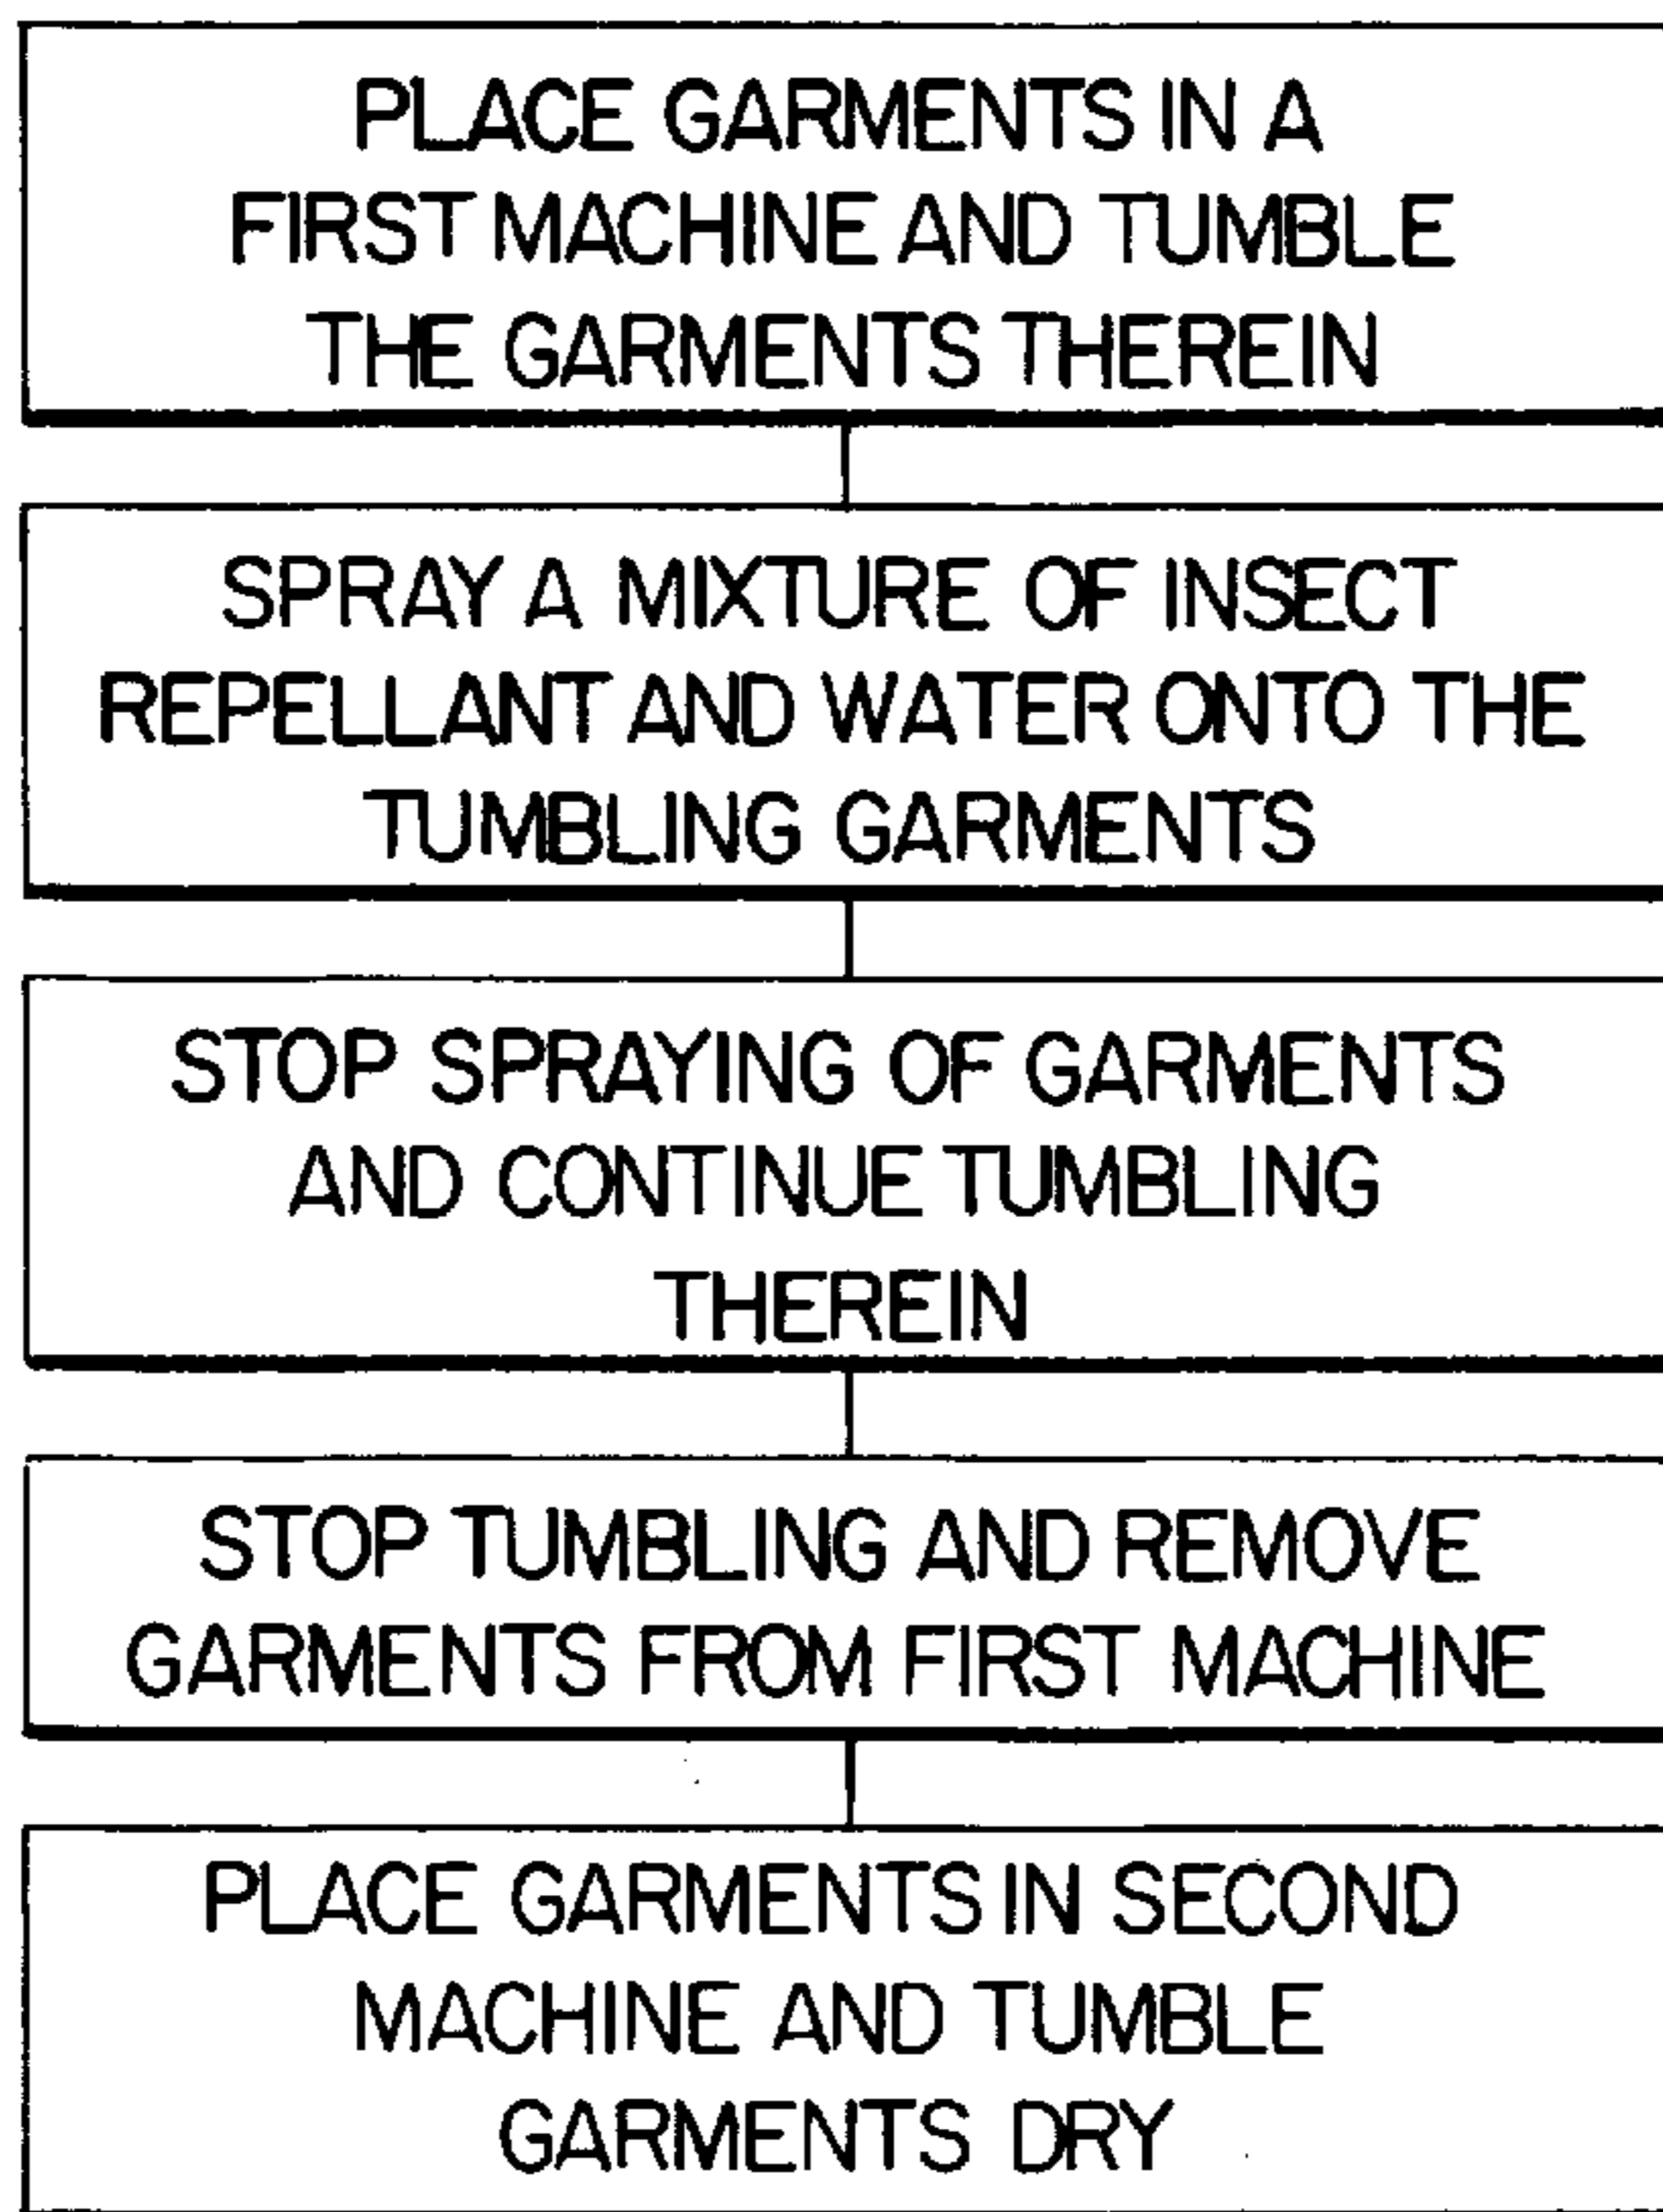 PLACE GARMENTS IN A
FIRST MACHINE AND TUMBLE
THE GARMENTS THEREIN
SPRAY A MIXTURE OF INSECT
REPELLANT AND WATER ONTO THE
TUMBLING GARMENTS
STOP SPRAYING OF GARMENTS
AND CONTINUE TUMBLING
THEREIN
STOP TUMBLING AND REMOVE
GARMENTS FROM FIRST MACHINE
PLACE GARMENTS IN SECOND
MACHINE AND TUMBLE
GARMENTS DRY